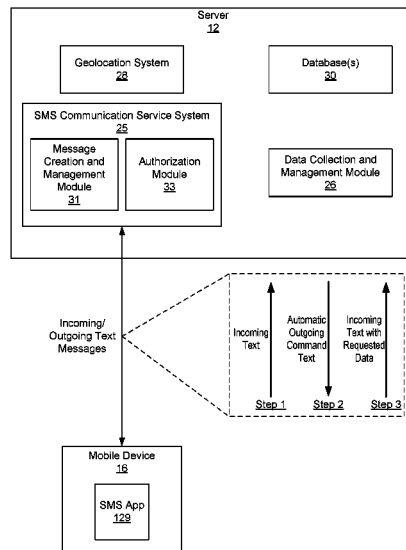 Server
12
Geolocation System
28
Database(s)
30
SMS Communication Service System
25
Message
Creation and
Management
Module
31
Authorization
Module
33
Data Collection and
Management Module
26
Incoming/
Outgoing Text
Messages
Incoming
Text
Automatic
Outgoing
Command
Text
Incoming
Text with
Requested
Data
Step 1
Step 2
Step 3
Mobile Device
16
SMS App
129